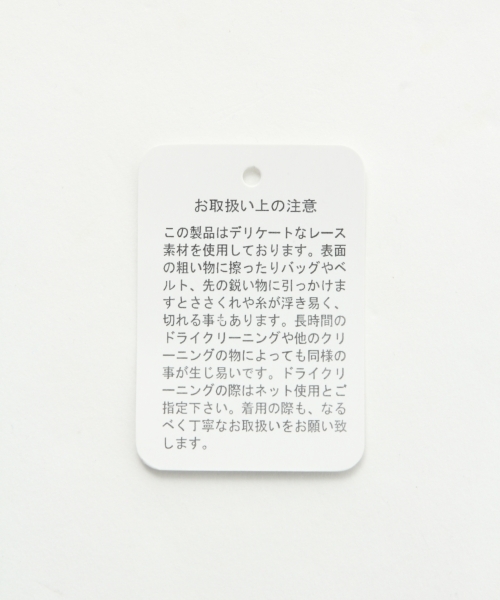 お取扱い上の注意
この製品はデリケートなレース
素材を使用しております。表面
の粗い物に擦ったりバッグやベ
ルト、先の鋭い物に引っかけま
すとささくれや糸が浮き易く、
切れる事もあります。長時間の
ドライクリーニングや他のクリ
ーニングの物によっても同様の
事が生じ易いです。ドライクリ
ーニングの際はネット使用とご
指定下さい。着用の際も、なる
べく丁寧なお取扱いをお願い致
します。